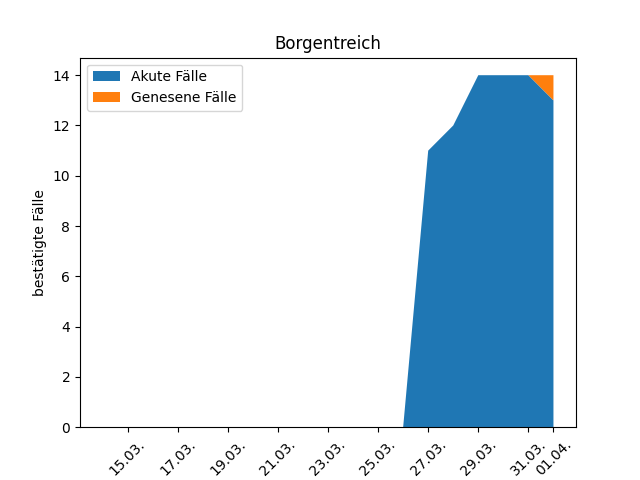 Borgentreich
Akute Fälle
Genesene Fälle
bestätigte Fälle
14
12
10
8
6
4
2
0
15.03. 17.03. 19.03. 21.03. 23.03. 25.03. 27.03. 29.03. 31.03. 01.04.